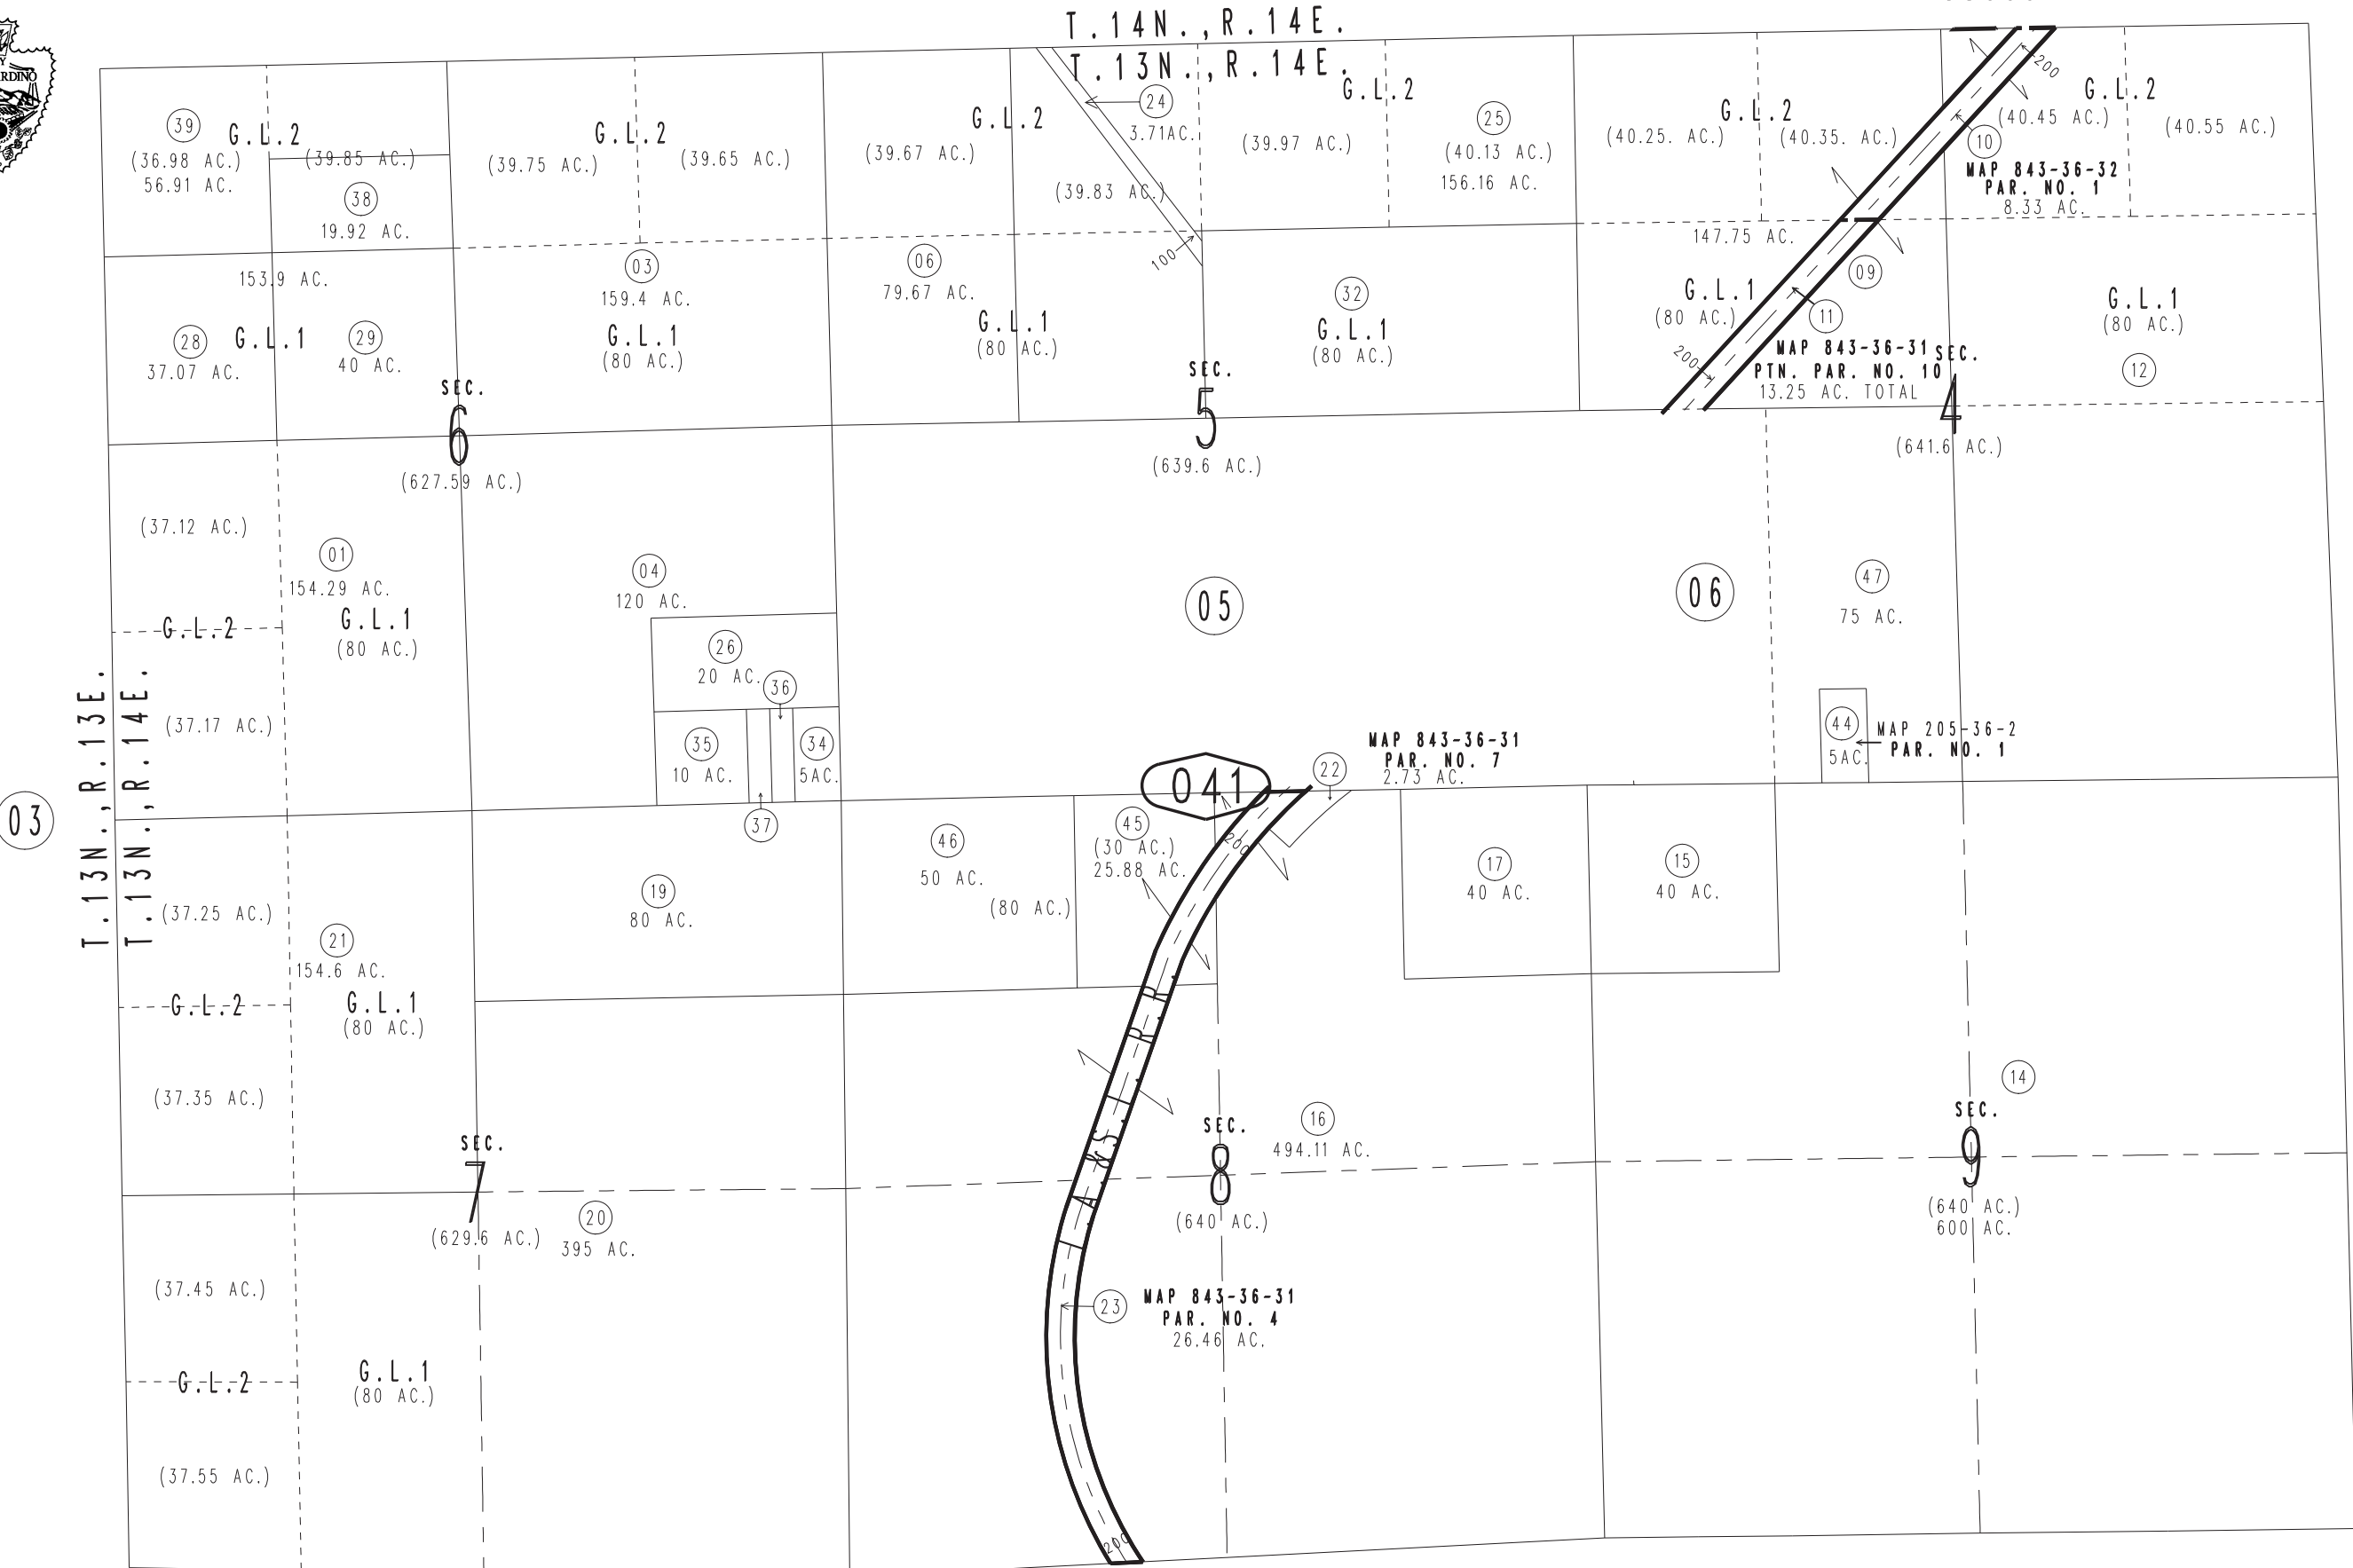 T.14N.,R.14E.
T.13N.,R.14E.
RDINO
39
G.L.2
(36.98 AC.)
56.91 AC.
(39.85 AC.)
38
19.92 AC.
G.L.2
(39.75 AC.)
(39.65 AC.)
G.L.2
(39.67 AC.)
24
3.71AC.
(39.83 AC.)
100
G.L.2
(39.97 AC.)
25
(40.13 AC.)
156.16 AC.
G.L.2
(40.25. AC.)
(40.35. AC.)
200
G.L.2
(40.45 AC.)
(40.55 AC.)
10
MAP 843-36-32
PAR. NO. 1
8.33 AC.
153.9 AC.
28
37.07 AC.
G.L.1
29
40 AC.
03
159.4 AC.
G.L.1
(80 AC.)
06
79.67 AC.
G.L.1
(80 AC.)
32
G.L.1
(80 AC.)
147.75 AC.
G.L.1
(80 AC.)
09
11
200
MAP 843-36-31
PTN. PAR. NO. 10
13.25 AC. TOTAL
G.L.1
(80 AC.)
12
SEC.
6
(627.59 AC.)
SEC.
5
(639.6 AC.)
SEC.
4
(641.6 AC.)
(37.12 AC.)
01
154.29 AC.
G.L.2
G.L.1
(80 AC.)
(37.17 AC.)
04
120 AC.
26
20 AC.
36
35
10 AC.
34
5AC.
37
05
06
47
75 AC.
44
5AC.
MAP 205-36-2
PAR. NO. 1
T.13N.,R.13E.
T.13N.,R.14E.
03
041
MAP 843-36-31
PAR. NO. 7
2.73 AC.
22
(37.25 AC.)
21
154.6 AC.
G.L.2
G.L.1
(80 AC.)
(37.35 AC.)
19
80 AC.
46
50 AC.
(80 AC.)
45
(30 AC.)
25.88 AC.
200
17
40 AC.
15
40 AC.
L.A. & S.L. R. R.
SEC.
7
(629.6 AC.)
20
395 AC.
SEC.
8
(640 AC.)
16
494.11 AC.
SEC.
9
(640 AC.)
600 AC.
14
(37.45 AC.)
G.L.2
G.L.1
(80 AC.)
(37.55 AC.)
23
MAP 843-36-31
PAR. NO. 4
26.46 AC.
200